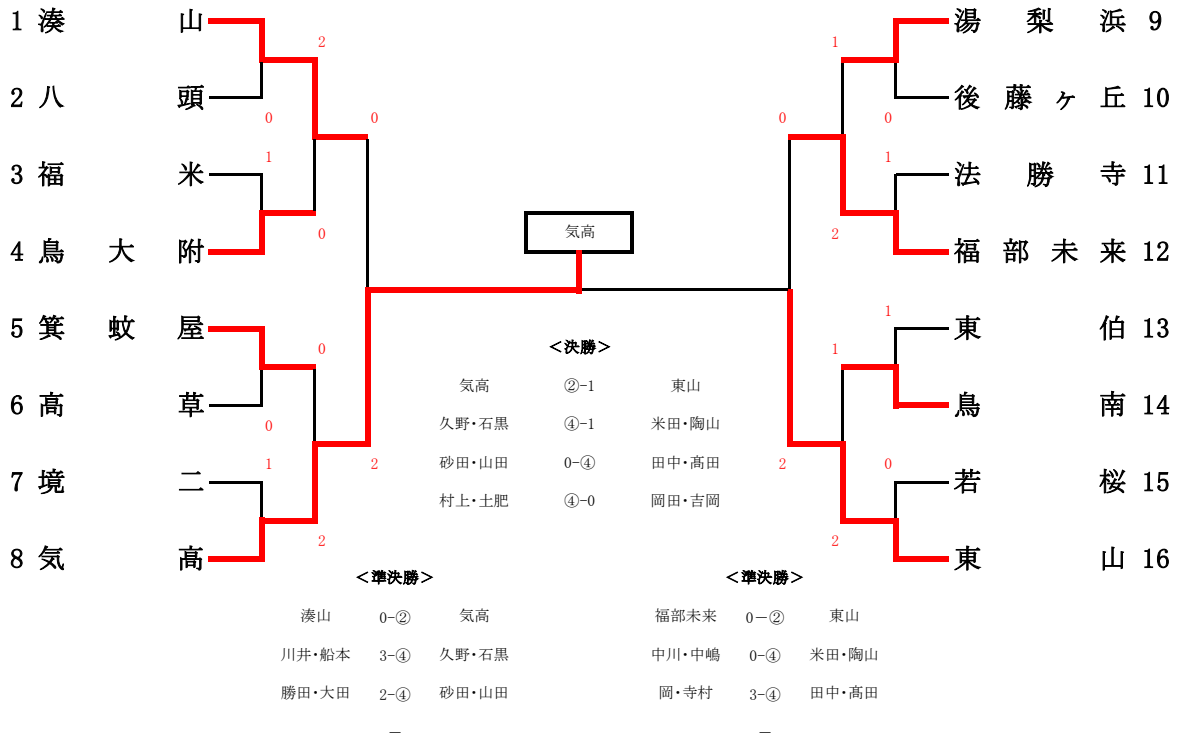 1 湊山
2
湯梨浜 9
1
2 八頭
後藤ヶ丘 10
0
0
0
0
3 福米
1
1
法勝寺 11
気高
0
2
4 鳥大附
福部未来 12
5 箕蚊屋
1
東伯 13
0
＜決勝＞
1
気高 ②-1 東山
6 高草
鳥南 14
0
久野・石黒 ④-1 米田・陶山
1
2
砂田・山田 0-④ 田中・髙田
2
0
7 境二
若桜 15
村上・土肥 ④-0 岡田・吉岡
2
2
8 気高
東山 16
＜準決勝＞
＜準決勝＞
湊山 0-② 気高
福部未来 0－② 東山
川井・船本 3-④ 久野・石黒
中川・中嶋 0-④ 米田・陶山
勝田・大田 2-④ 砂田・山田
岡・寺村 3-④ 田中・髙田